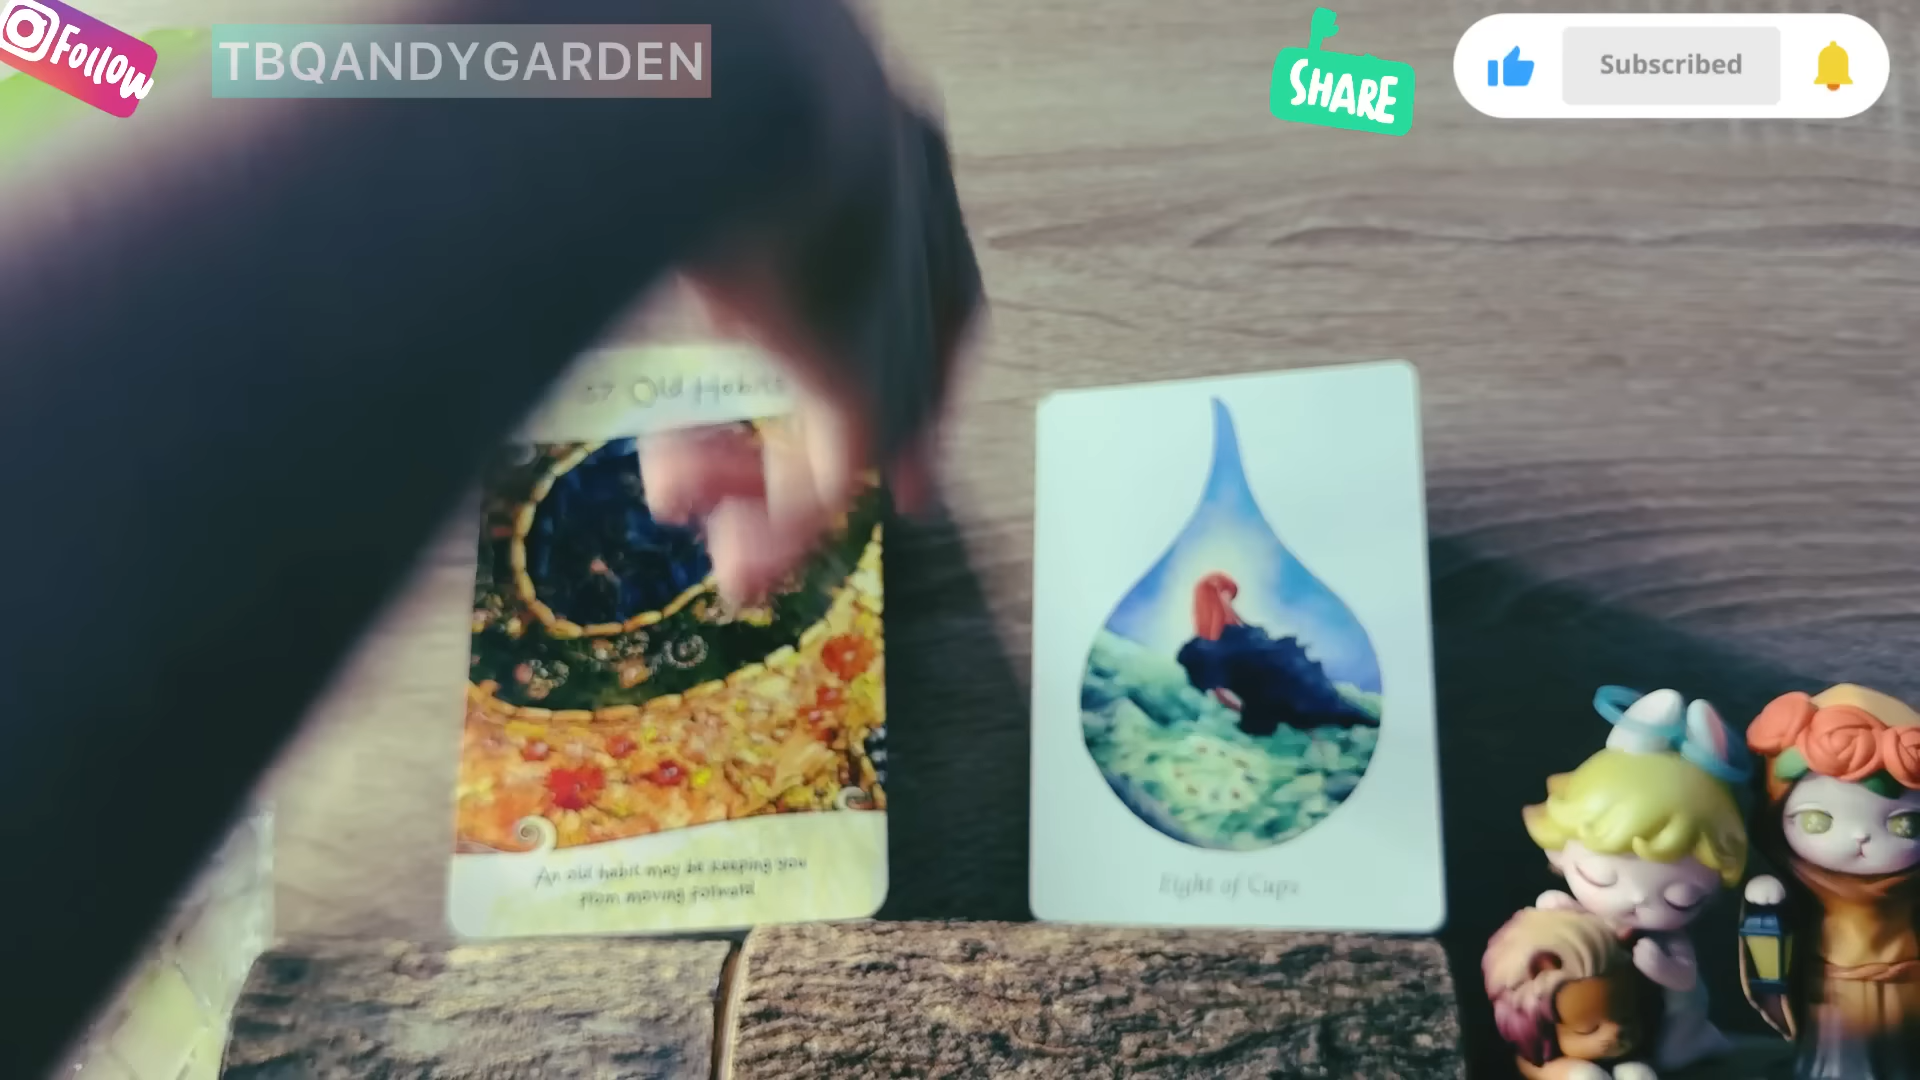 Follow
TBQANDYGARDEN
SHARE
Subscribed
57 Old Habits
An old habit may be keeping you
from moving forward
Eight of Cups